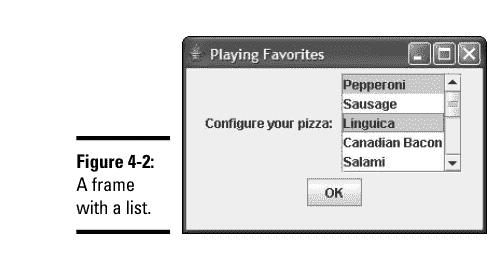 Playing Favorites
Pepperoni
Sausage
Configure your pizza:
Linguica
Canadian Bacon
Salami
OK
Figure 4-2:
A frame
with a list.